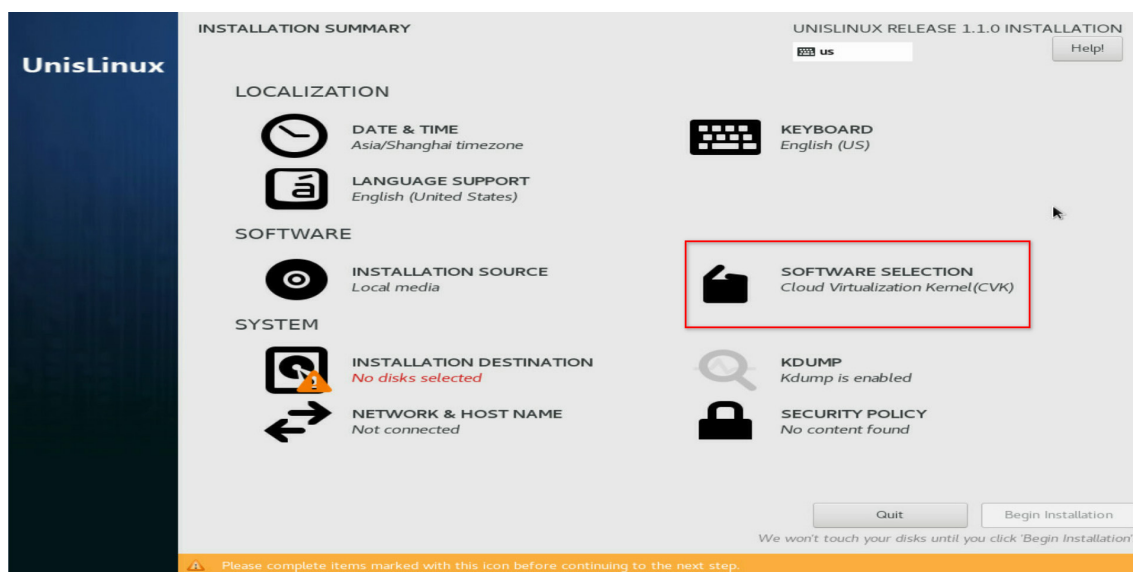 INSTALLATION SUMMARY
UNISLINUX RELEASE 1.1.0 INSTALLATION
us
Help!
UnisLinux
LOCALIZATION
DATE & TIME
Asia/Shanghai timezone
KEYBOARD
English (US)
á
LANGUAGE SUPPORT
English (United States)
SOFTWARE
INSTALLATION SOURCE
Local media
SOFTWARE SELECTION
Cloud Virtualization Kernel(CVK)
SYSTEM
INSTALLATION DESTINATION
No disks selected
KDUMP
Kdump is enabled
NETWORK & HOST NAME
Not connected
SECURITY POLICY
No content found
Quit
Begin Installation
We won't touch your disks until you click 'Begin Installation'
Please complete items marked with this icon before continuing to the next step.